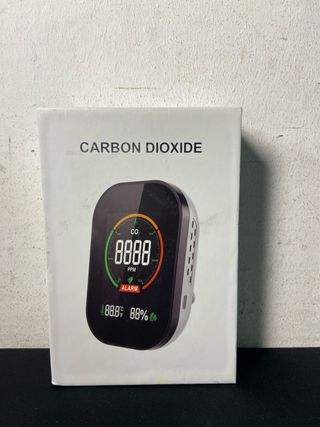 CARBON DIOXIDE
CO₂
8888
PPM
ALARM
88.8°C
°F
88%